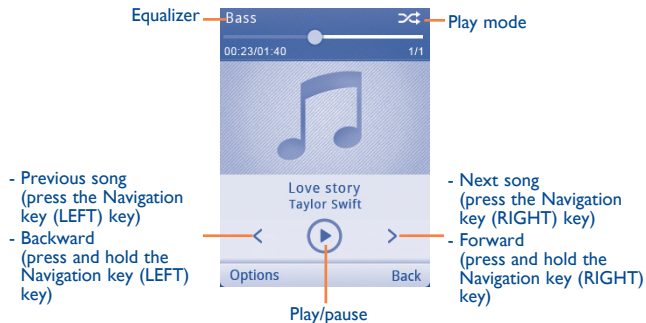 Equalizer
Bass
Play mode
00:23/01:40
1/1
Love story
Taylor Swift
- Previous song
(press the Navigation
key (LEFT) key)
- Backward
(press and hold the
Navigation key (LEFT)
key)
- Next song
(press the Navigation
key (RIGHT) key)
- Forward
(press and hold the
Navigation key (RIGHT)
key)
Options
Back
Play/pause